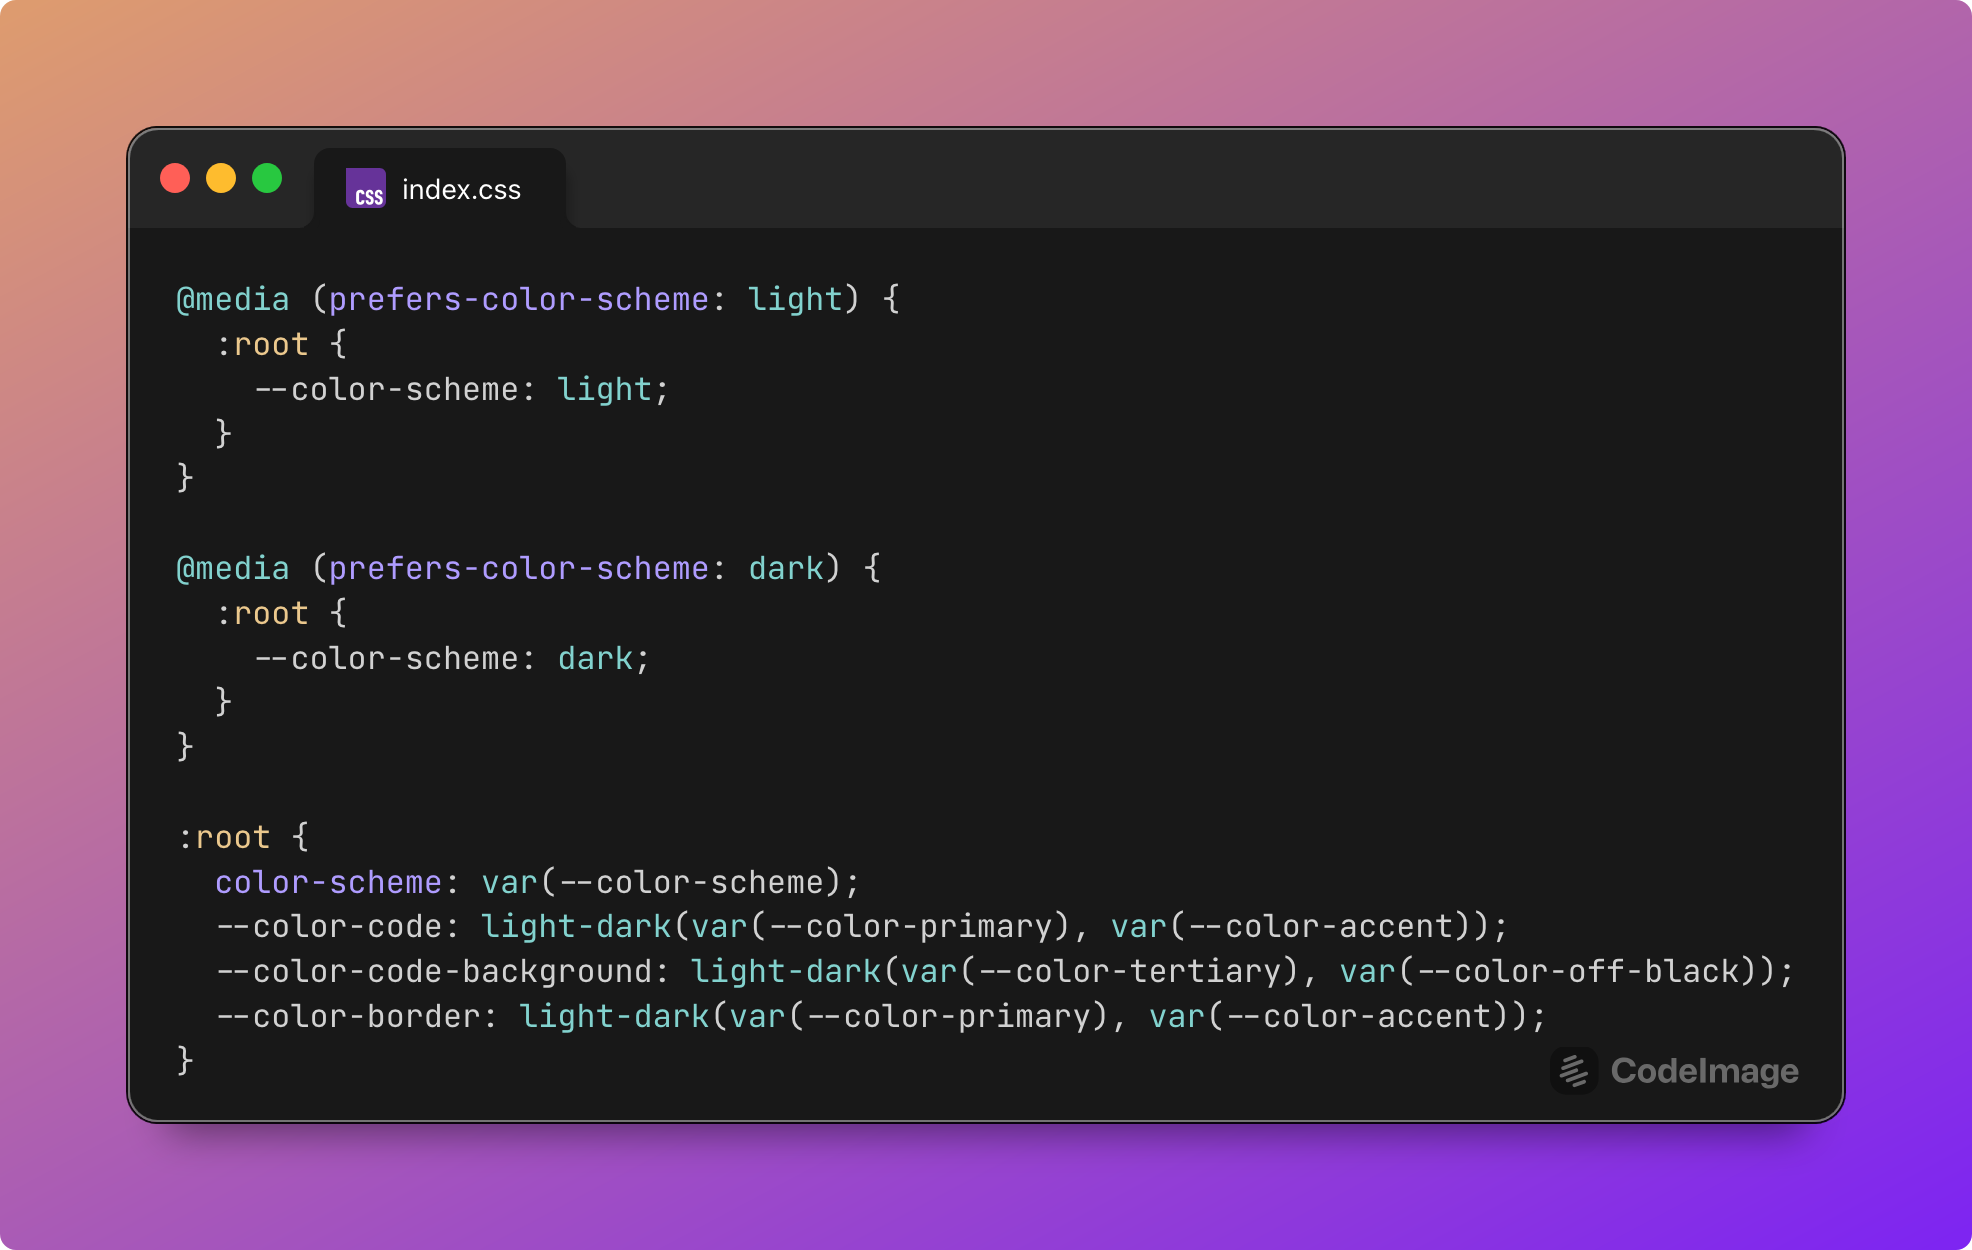 CSS index.css
@media (prefers-color-scheme: light) {
  :root {
    --color-scheme: light;
  }
}

@media (prefers-color-scheme: dark) {
  :root {
    --color-scheme: dark;
  }
}

:root {
  color-scheme: var(--color-scheme);
  --color-code: light-dark(var(--color-primary), var(--color-accent));
  --color-code-background: light-dark(var(--color-tertiary), var(--color-off-black));
  --color-border: light-dark(var(--color-primary), var(--color-accent));
}
CodeImage